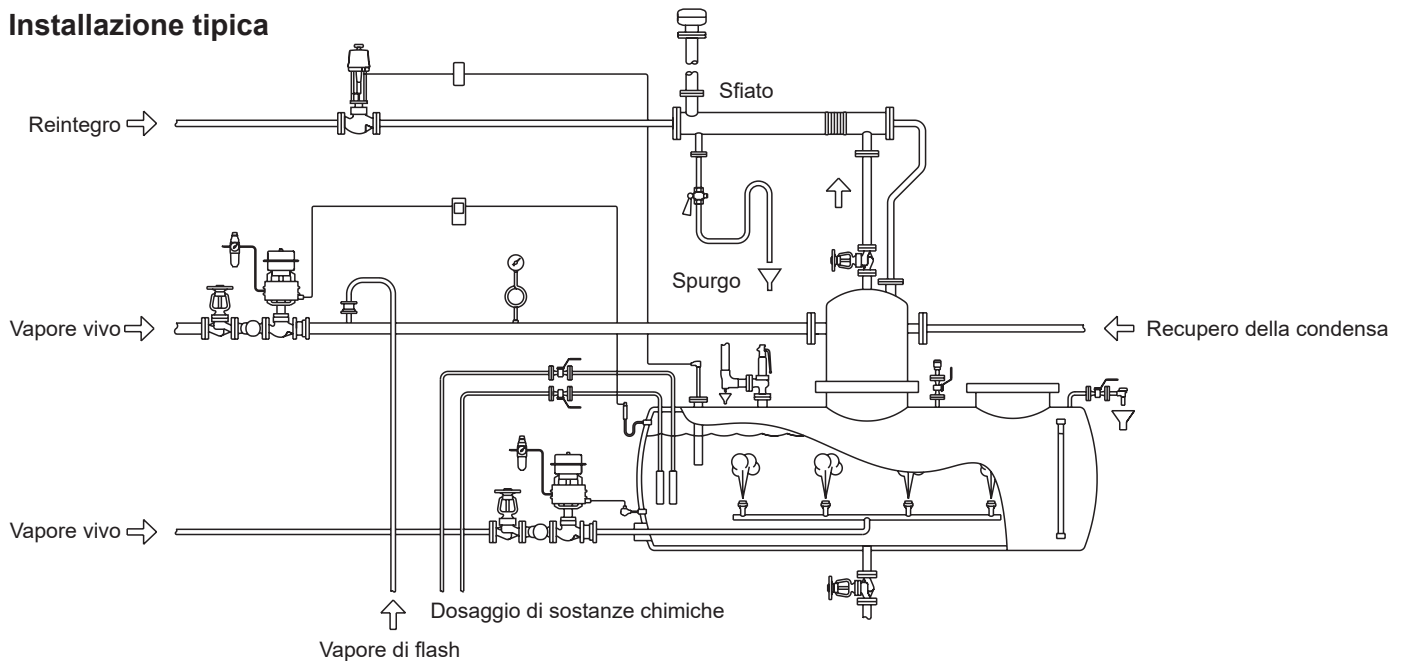 Installazione tipica
Sfiato
Reintegro
Spurgo
Vapore vivo
Recupero della condensa
Vapore vivo
Dosaggio di sostanze chimiche
Vapore di flash